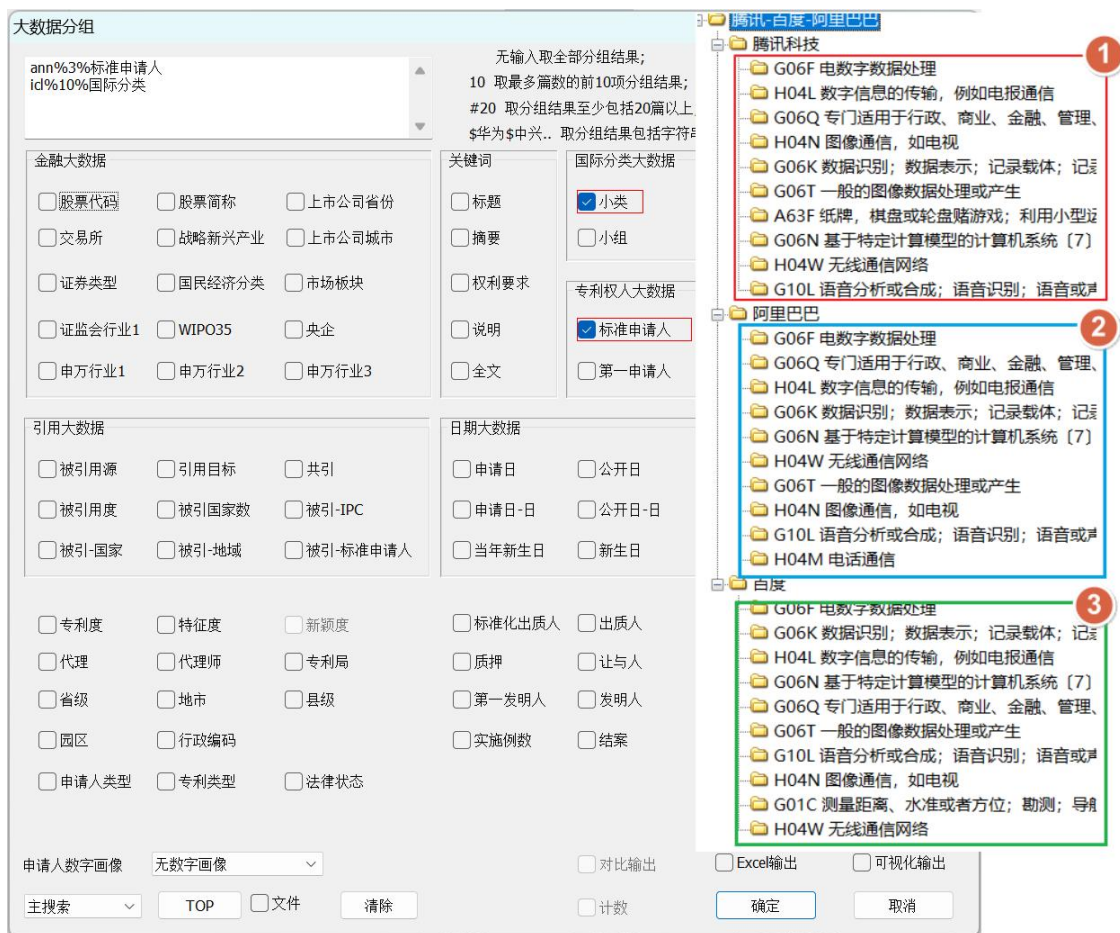 大数据分组
ann%3%标准申请人
icl%10%国际分类
无输入取全部分组结果;
10 取最多篇数的前10项分组结果;
#20 取分组结果至少包括20篇以上
$华为$中兴.. 取分组结果包括字符串
金融大数据
股票代码 股票简称 上市公司省份
交易所 战略新兴产业 上市公司城市
证券类型 国民经济分类 市场板块
证监会行业1 WIPO35 央企
申万行业1 申万行业2 申万行业3
关键词
标题
摘要
权利要求
说明
全文
国际分类大数据
小类
小组
专利权人大数据
标准申请人
第一申请人
引用大数据
被引用源 引用目标 共引
被引用度 被引国家数 被引-IPC
被引-国家 被引-地域 被引-标准申请人
日期大数据
申请日 公开日
申请日-日 公开日-日
当年新生日 新生日
专利度 特征度 新颖度
代理 代理师 专利局
省级 地市 县级
园区 行政编码
申请人类型 专利类型 法律状态
标准化出质人 出质人
质押 让与人
第一发明人 发明人
实施例数 结案
申请人数字画像 无数字画像
对比输出 Excel输出 可视化输出
主搜索 TOP 文件 清除
计数 确定 取消
腾讯-百度-阿里巴巴
腾讯科技
1
G06F 电数字数据处理
H04L 数字信息的传输，例如电报通信
G06Q 专门适用于行政、商业、金融、管理、
H04N 图像通信，如电视
G06K 数据识别；数据表示；记录载体；记录
G06T 一般的图像数据处理或产生
A63F 纸牌，棋盘或轮盘赌游戏；利用小型运
G06N 基于特定计算模型的计算机系统〔7〕
H04W 无线通信网络
G10L 语音分析或合成；语音识别；语音或声
阿里巴巴
2
G06F 电数字数据处理
G06Q 专门适用于行政、商业、金融、管理、
H04L 数字信息的传输，例如电报通信
G06K 数据识别；数据表示；记录载体；记录
G06N 基于特定计算模型的计算机系统〔7〕
H04W 无线通信网络
G06T 一般的图像数据处理或产生
H04N 图像通信，如电视
G10L 语音分析或合成；语音识别；语音或声
H04M 电话通信
百度
3
G06F 电数字数据处理
G06K 数据识别；数据表示；记录载体；记录
H04L 数字信息的传输，例如电报通信
G06N 基于特定计算模型的计算机系统〔7〕
G06Q 专门适用于行政、商业、金融、管理、
G06T 一般的图像数据处理或产生
G10L 语音分析或合成；语音识别；语音或声
H04N 图像通信，如电视
G01C 测量距离、水准或者方位；勘测；导航
H04W 无线通信网络